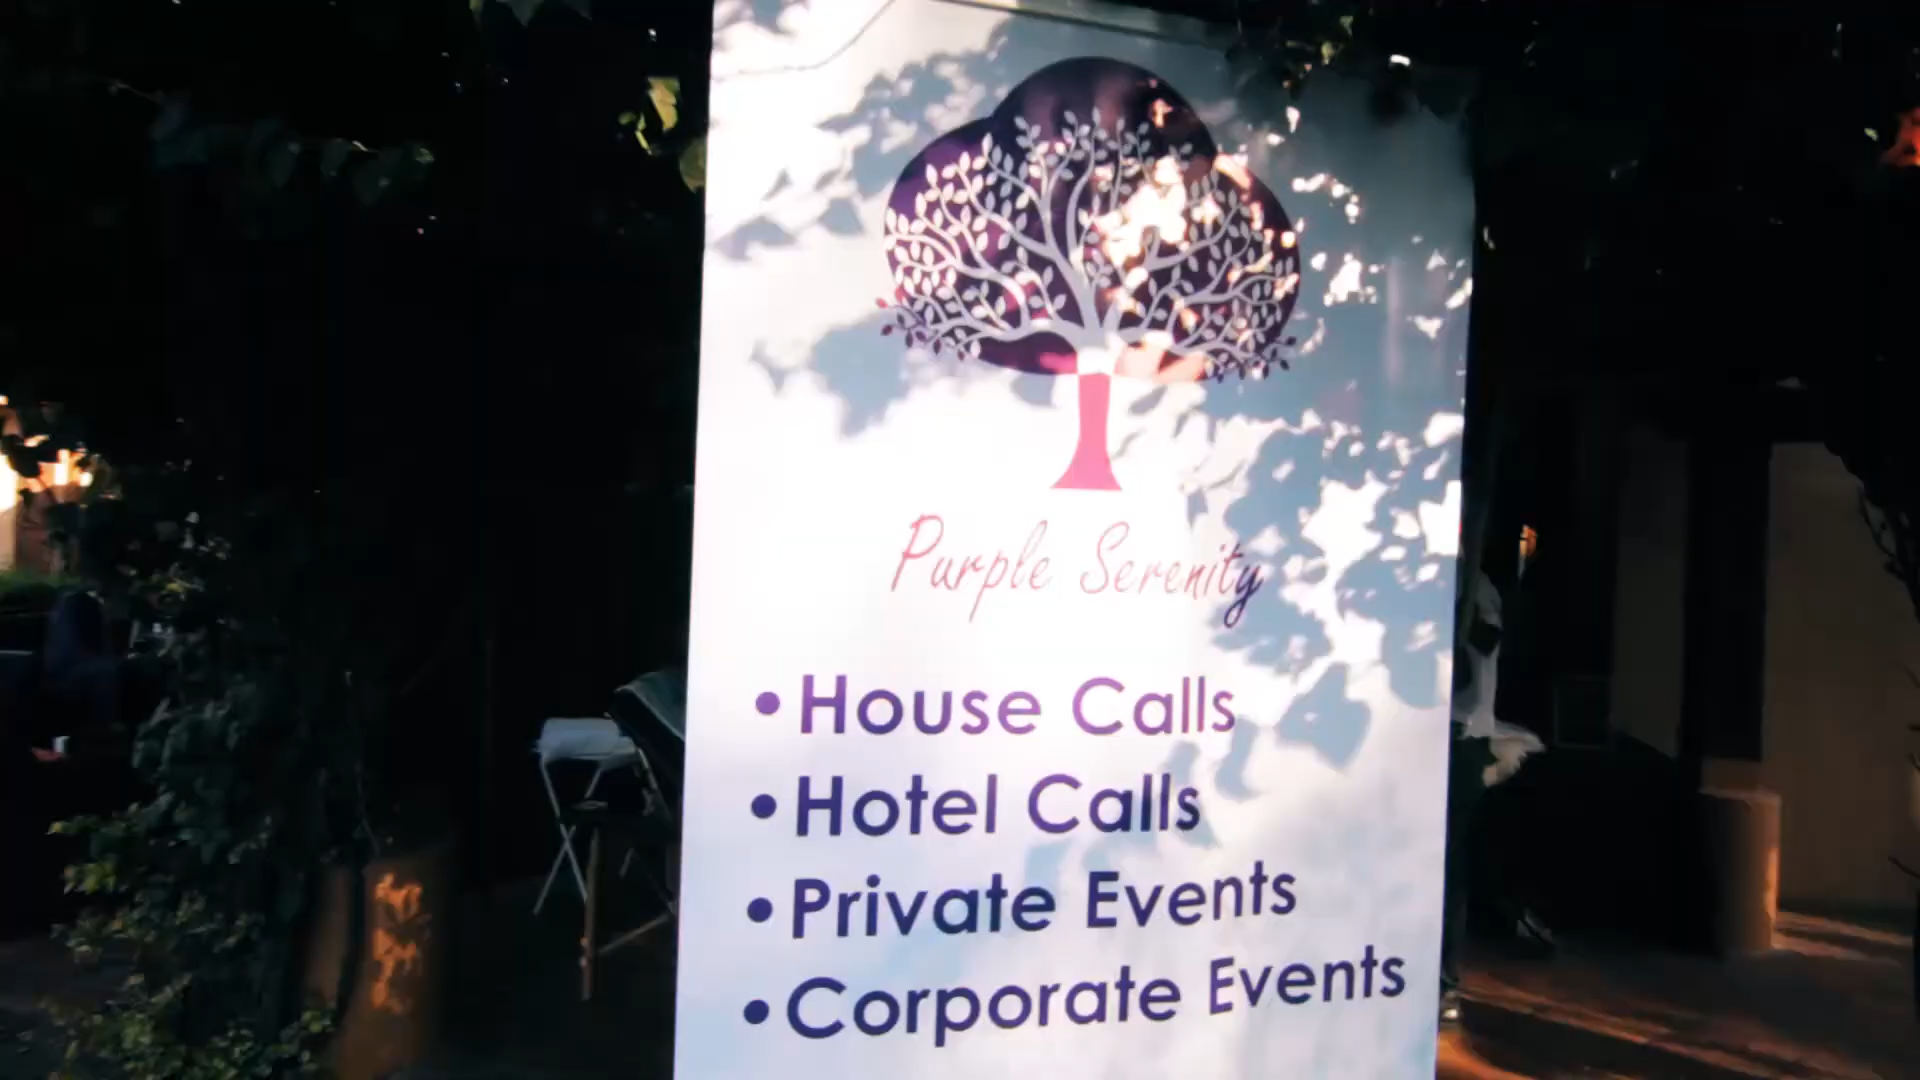 Purple Serenity
• House Calls
• Hotel Calls
• Private Events
• Corporate Events